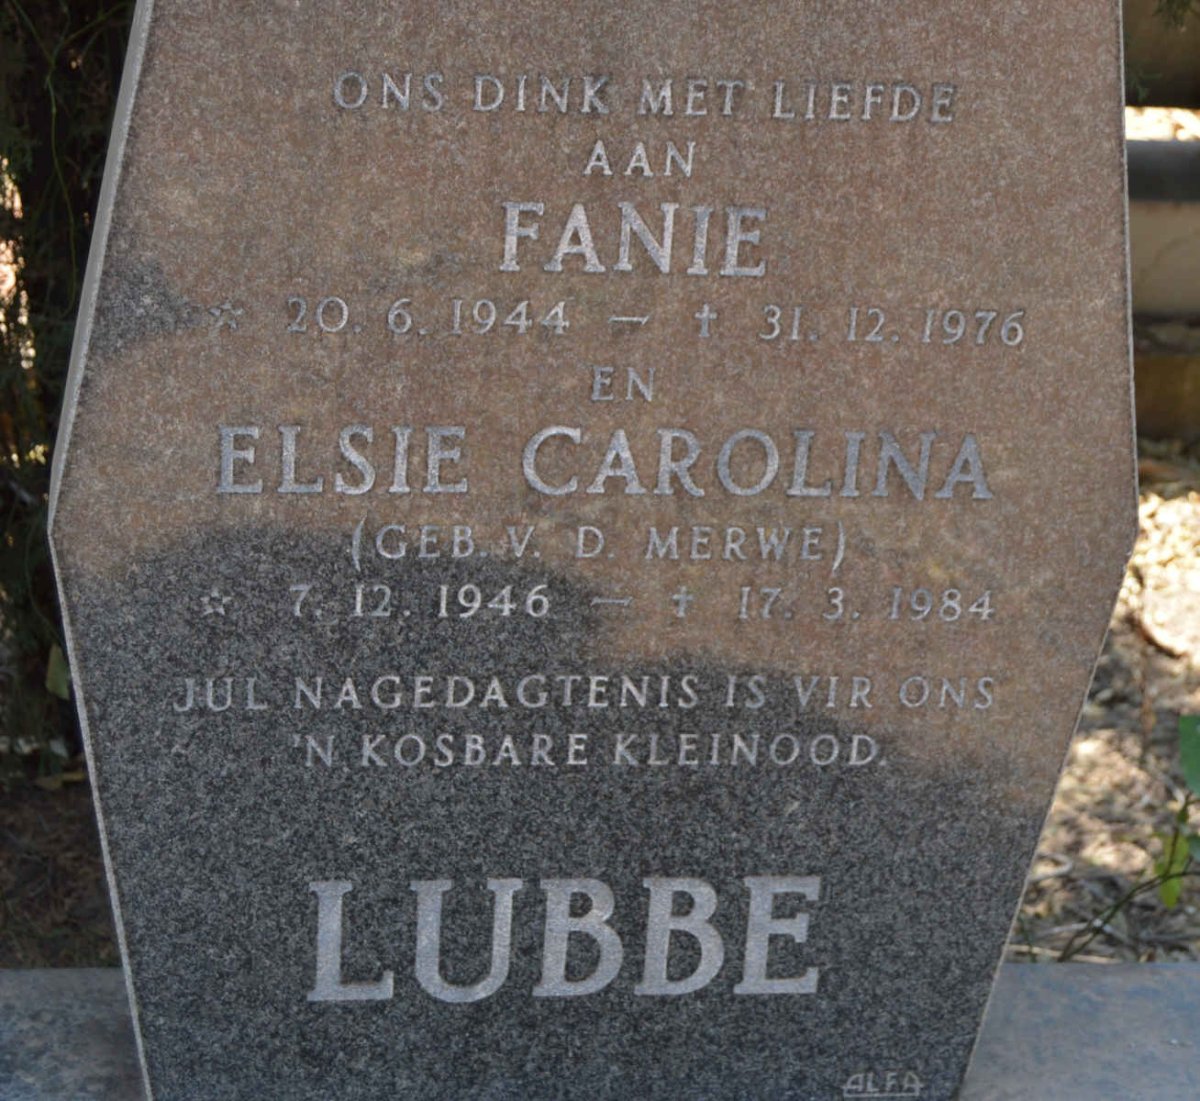 ONS DINK MET LIEFDE
AAN
FANIE
☆ 20. 6. 1944 — † 31. 12. 1976
EN
ELSIE CAROLINA
(GEB. V. D. MERWE)
☆ 7. 12. 1946 — † 17. 3. 1984
JUL NAGEDAGTENIS IS VIR ONS
'N KOSBARE KLEINOOD.
LUBBE
ALFA